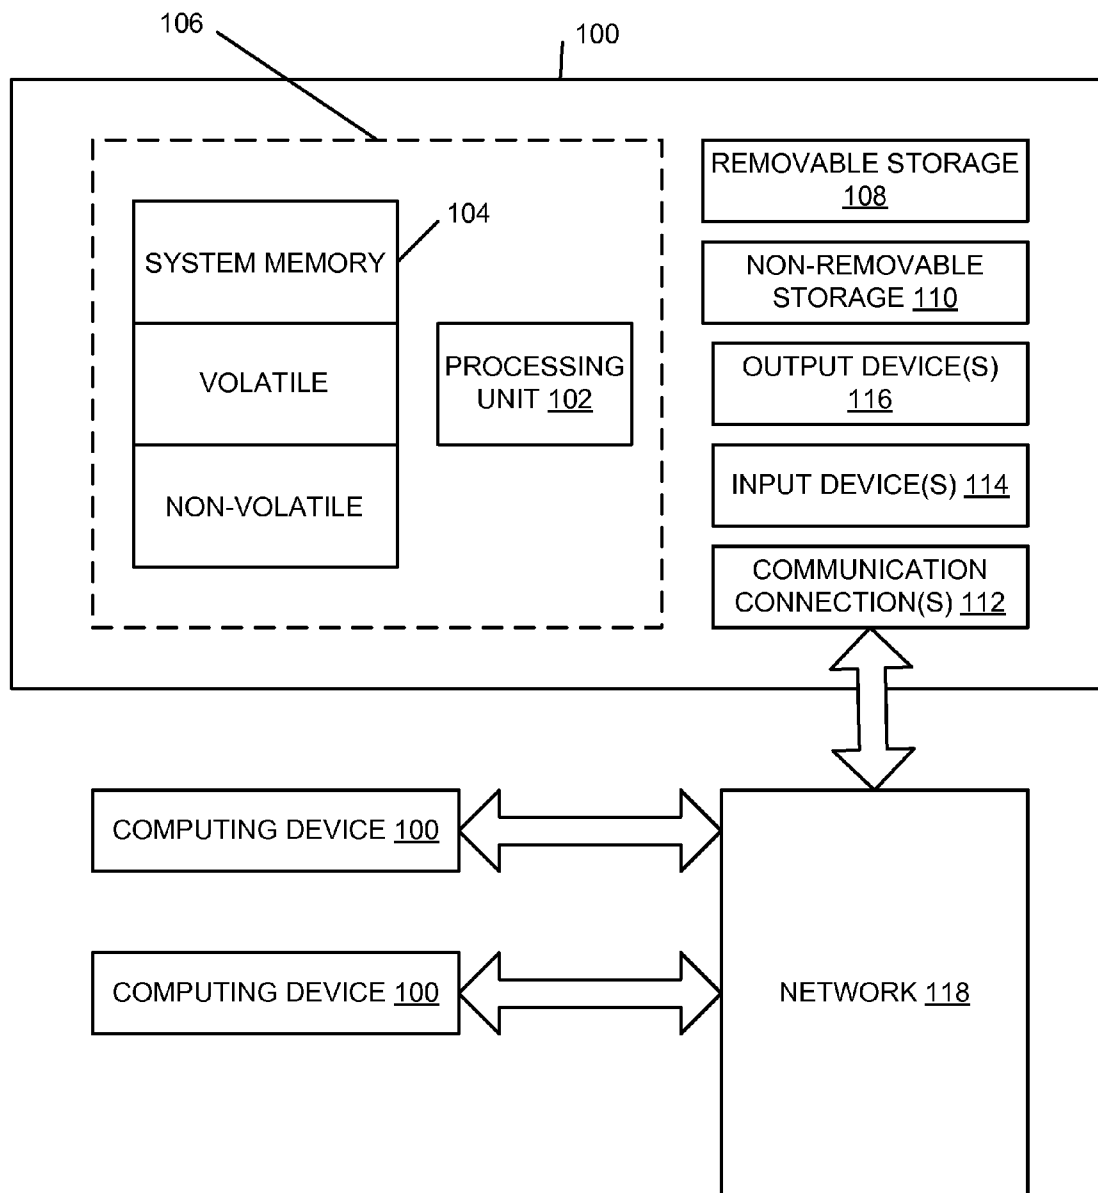 106
100
104
SYSTEM MEMORY
VOLATILE
NON-VOLATILE
PROCESSING
UNIT 102
REMOVABLE STORAGE
108
NON-REMOVABLE
STORAGE 110
OUTPUT DEVICE(S)
116
INPUT DEVICE(S) 114
COMMUNICATION
CONNECTION(S) 112
COMPUTING DEVICE 100
COMPUTING DEVICE 100
NETWORK 118